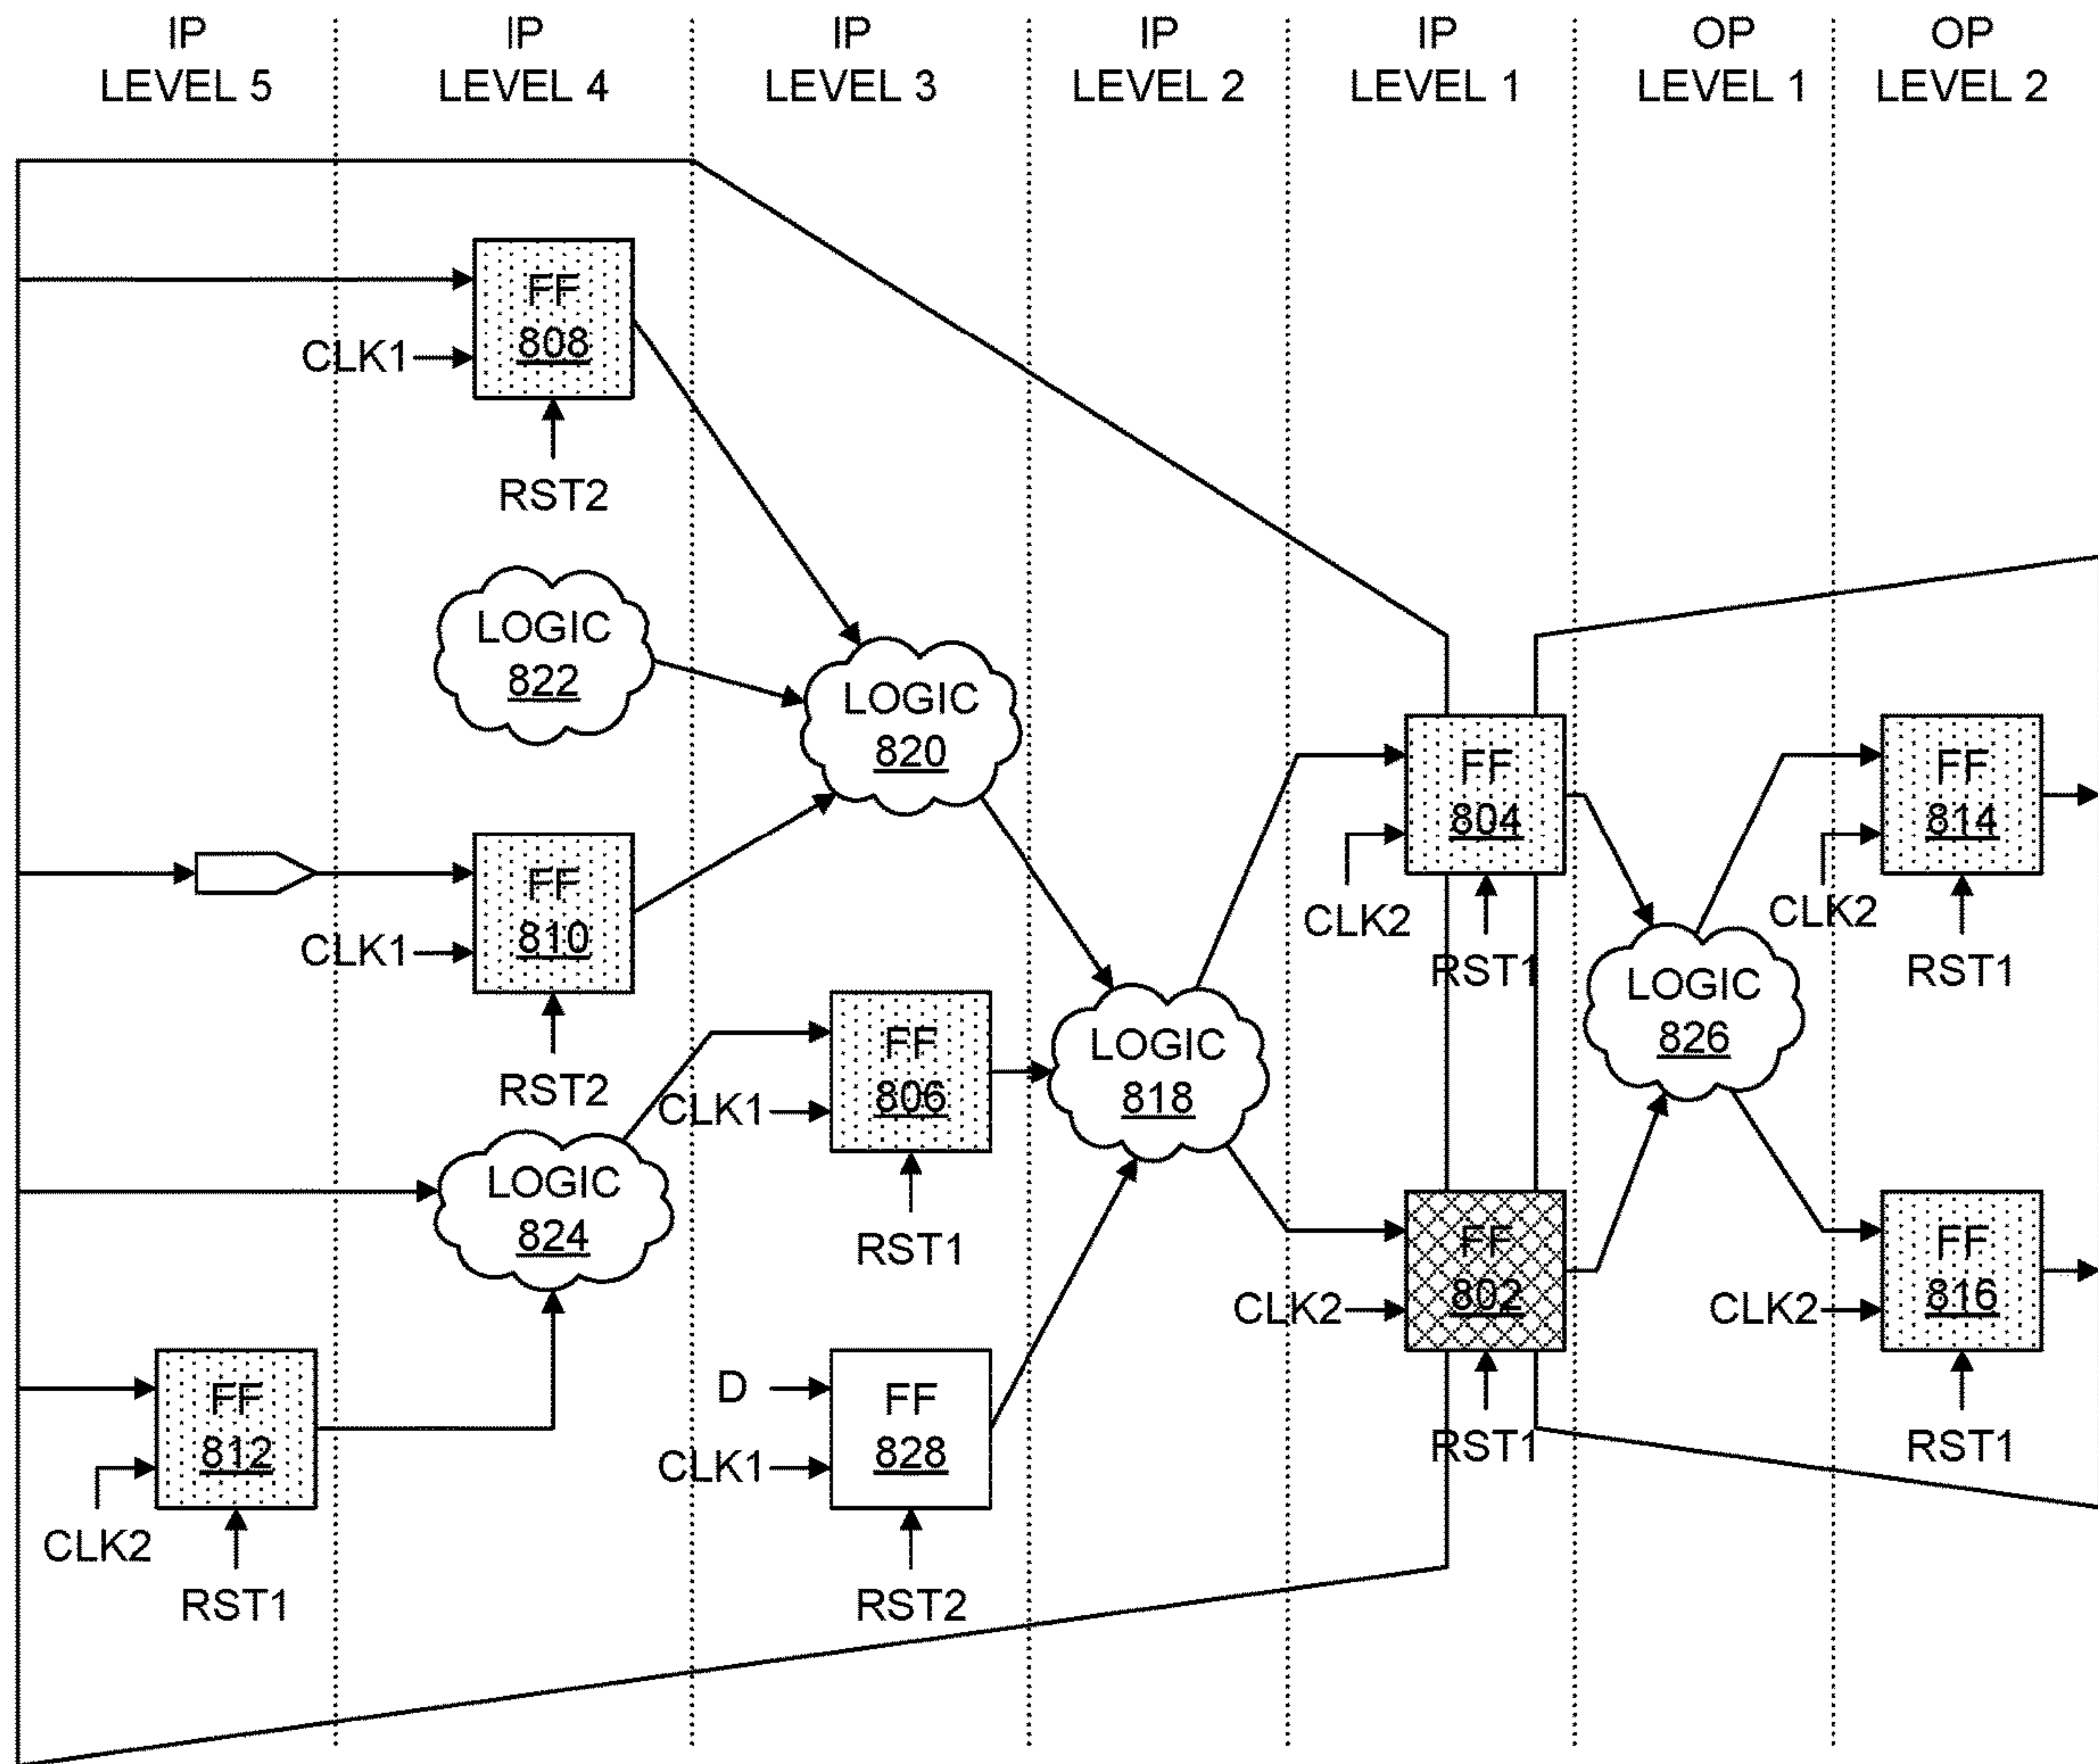 IP
LEVEL 5
IP
LEVEL 4
IP
LEVEL 3
IP
LEVEL 2
IP
LEVEL 1
OP
LEVEL 1
OP
LEVEL 2
FF
808
CLK1
RST2
LOGIC
822
LOGIC
820
FF
804
CLK2
RST1
FF
814
CLK2
RST1
FF
810
CLK1
RST2
LOGIC
826
FF
806
CLK1
RST1
LOGIC
818
LOGIC
824
FF
802
CLK2
RST1
FF
816
CLK2
RST1
FF
812
CLK2
RST1
D
FF
828
CLK1
RST2